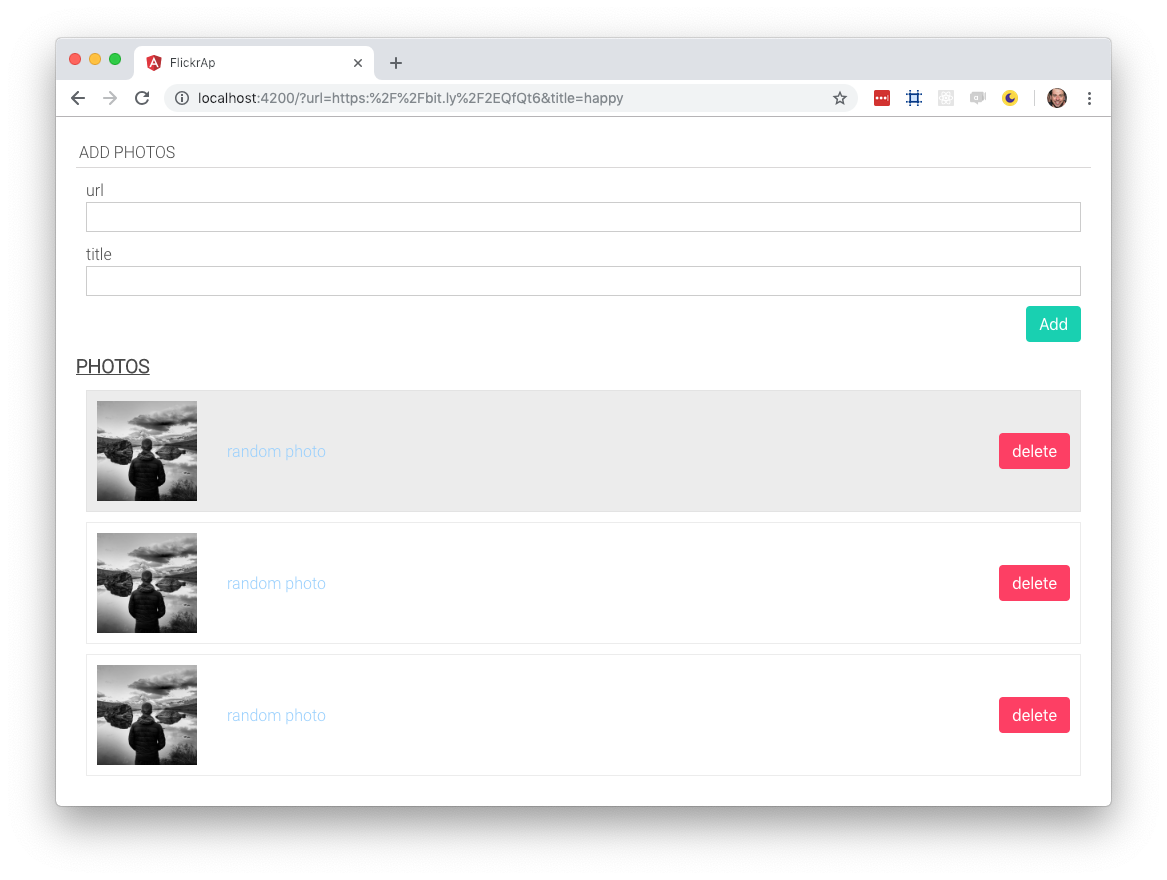 FlickrAp
localhost:4200/?url=https:%2F%2Fbit.ly%2F2EQfQt6&title=happy
ADD PHOTOS
url
title
Add
PHOTOS
random photo
delete
random photo
delete
random photo
delete